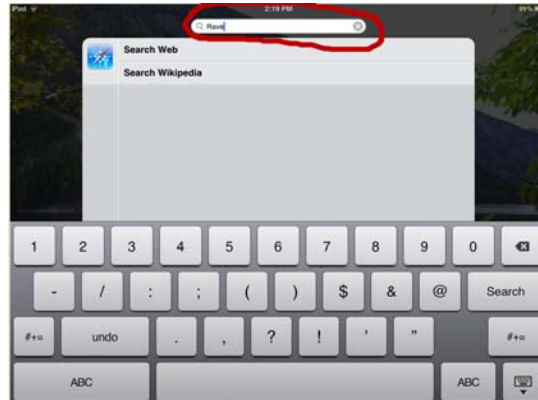 iPad 2:19 PM
Rave
Search Web
Search Wikipedia
1 2 3 4 5 6 7 8 9 0
- / : ; ( ) $ & @ Search
#+= undo . , ? ! ' " #+=
ABC ABC